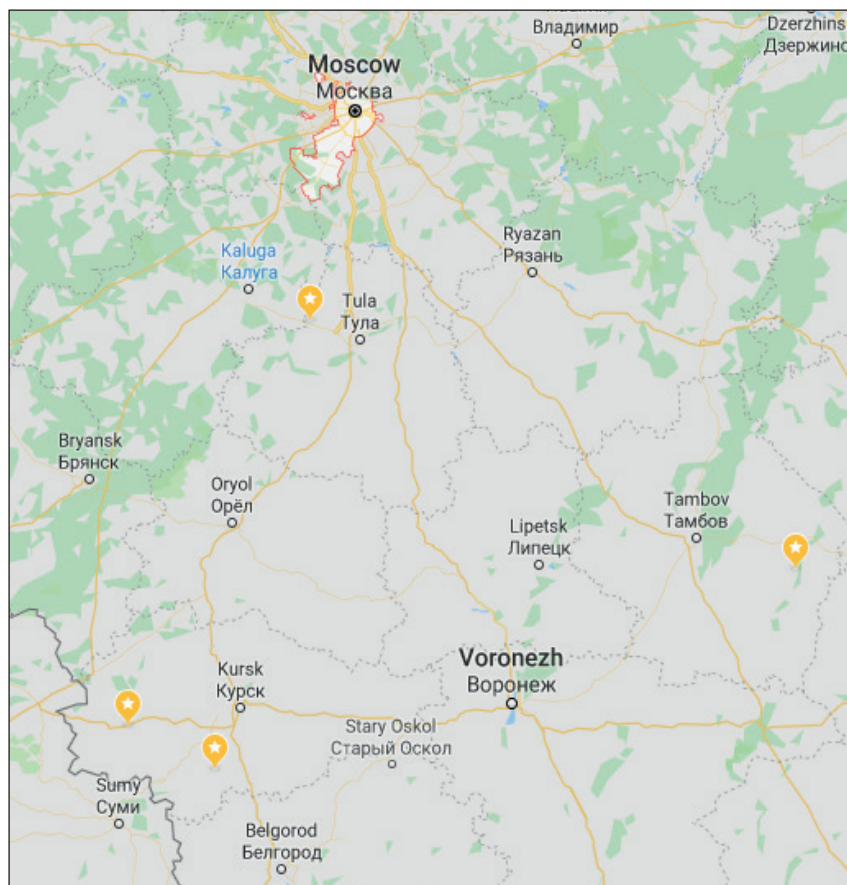 Владимир
Dzerzhins
Дзержинс
Moscow
Москва
Kaluga
Калуга
Ryazan
Рязань
Tula
Тула
Bryansk
Брянск
Oryol
Орёл
Lipetsk
Липецк
Tambov
Тамбов
Kursk
Курск
Voronezh
Воронеж
Stary Oskol
Старый Оскол
Sumy
Суми
Belgorod
Белгород